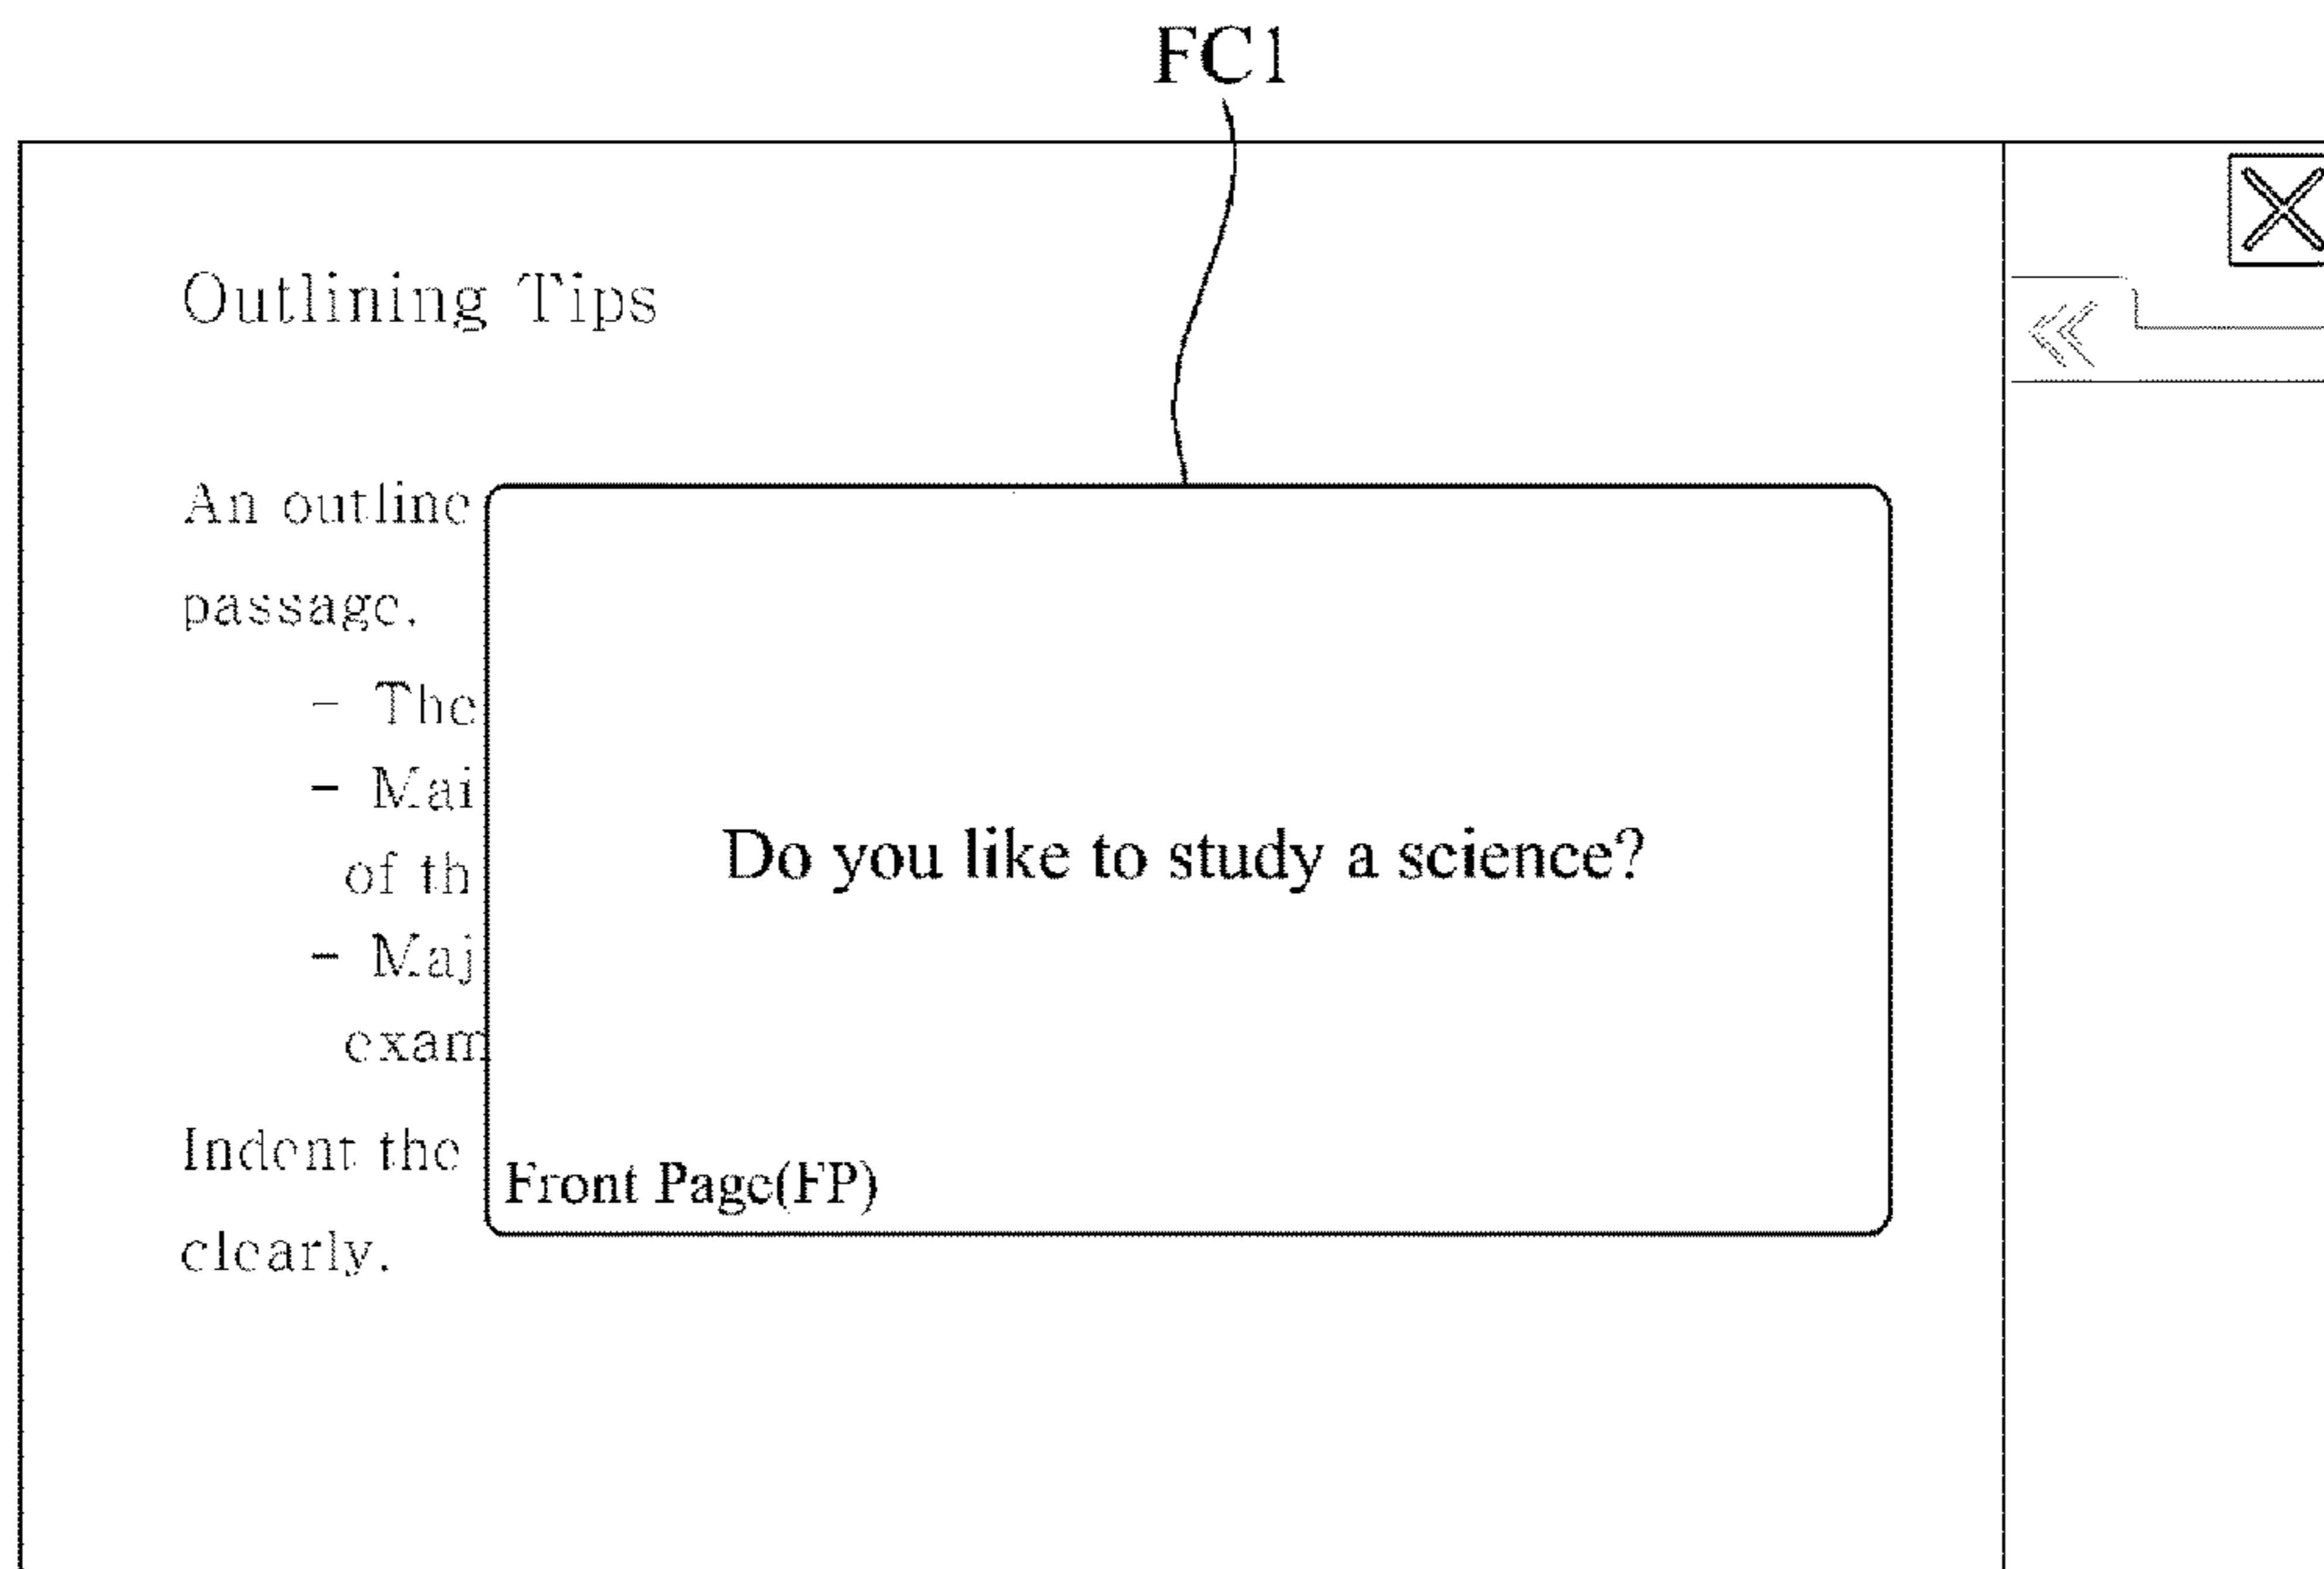 FC1
Outlining Tips
An outline
passage.
- The
- Mai
of th
- Maj
exam
Indent the
clearly.
Do you like to study a science?
Front Page(FP)